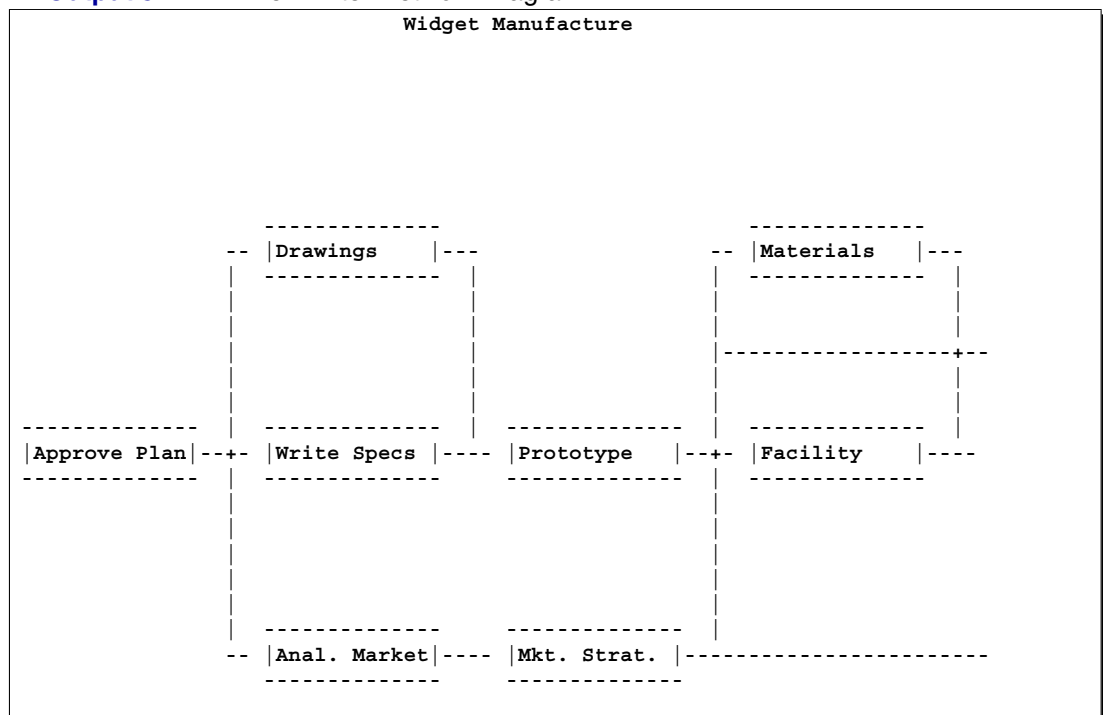 Widget Manufacture
Drawings Materials
Approve Plan Write Specs Prototype Facility
Anal. Market Mkt. Strat.